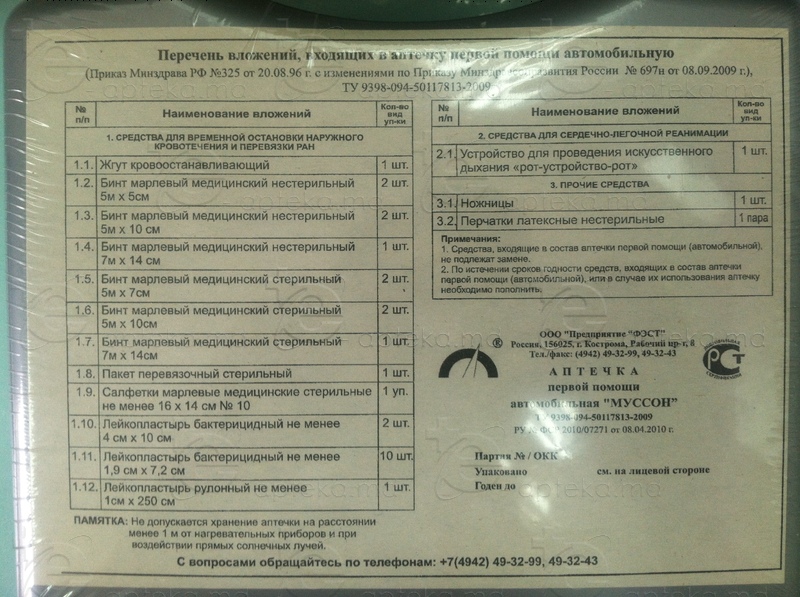 Перечень вложений, входящих в аптечку первой помощи автомобильную
(Приказ Минздрава РФ №325 от 20.08.96 г. с изменениями по Приказу Минздравсоцразвития России № 697н от 08.09.2009 г.),
ТУ 9398-094-50117813-2009
№ п/п Наименование вложений Кол-во вид уп-ки
1. СРЕДСТВА ДЛЯ ВРЕМЕННОЙ ОСТАНОВКИ НАРУЖНОГО
КРОВОТЕЧЕНИЯ И ПЕРЕВЯЗКИ РАН
1.1. Жгут кровоостанавливающий 1 шт.
1.2. Бинт марлевый медицинский нестерильный 2 шт.
5м х 5см
1.3. Бинт марлевый медицинский нестерильный 2 шт.
5м х 10 см
1.4. Бинт марлевый медицинский нестерильный 1 шт.
7м х 14 см
1.5. Бинт марлевый медицинский стерильный 2 шт.
5м х 7см
1.6. Бинт марлевый медицинский стерильный 2 шт.
5м х 10см
1.7. Бинт марлевый медицинский стерильный 1 шт.
7м х 14см
1.8. Пакет перевязочный стерильный 1 шт.
1.9. Салфетки марлевые медицинские стерильные 1 уп.
не менее 16 х 14 см № 10
1.10. Лейкопластырь бактерицидный не менее 2 шт.
4 см х 10 см
1.11. Лейкопластырь бактерицидный не менее 10 шт.
1,9 см х 7,2 см
1.12. Лейкопластырь рулонный не менее 1 шт.
1см х 250 см
ПАМЯТКА: Не допускается хранение аптечки на расстоянии
менее 1 м от нагревательных приборов и при
воздействии прямых солнечных лучей.
№ п/п Наименование вложений Кол-во вид уп-ки
2. СРЕДСТВА ДЛЯ СЕРДЕЧНО-ЛЕГОЧНОЙ РЕАНИМАЦИИ
2.1. Устройство для проведения искусственного 1 шт.
дыхания «рот-устройство-рот»
3. ПРОЧИЕ СРЕДСТВА
3.1. Ножницы 1 шт.
3.2. Перчатки латексные нестерильные 1 пара
Примечания:
1. Средства, входящие в состав аптечки первой помощи (автомобильной),
не подлежат замене.
2. По истечении сроков годности средств, входящих в состав аптечки
первой помощи (автомобильной), или в случае их использования аптечку
необходимо пополнить.
ООО "Предприятие "ФЭСТ"
Россия, 156025, г. Кострома, Рабочий пр-т, 8
Тел./факс: (4942) 49-32-99, 49-32-43
®
РСТ
АПТЕЧКА
первой помощи
автомобильная "МУССОН"
ТУ 9398-094-50117813-2009
РУ № ФСР 2010/07271 от 08.04.2010 г.
Партия № / ОКК
Упаковано см. на лицевой стороне
Годен до
С вопросами обращайтесь по телефонам: +7(4942) 49-32-99, 49-32-43
apteka.ma